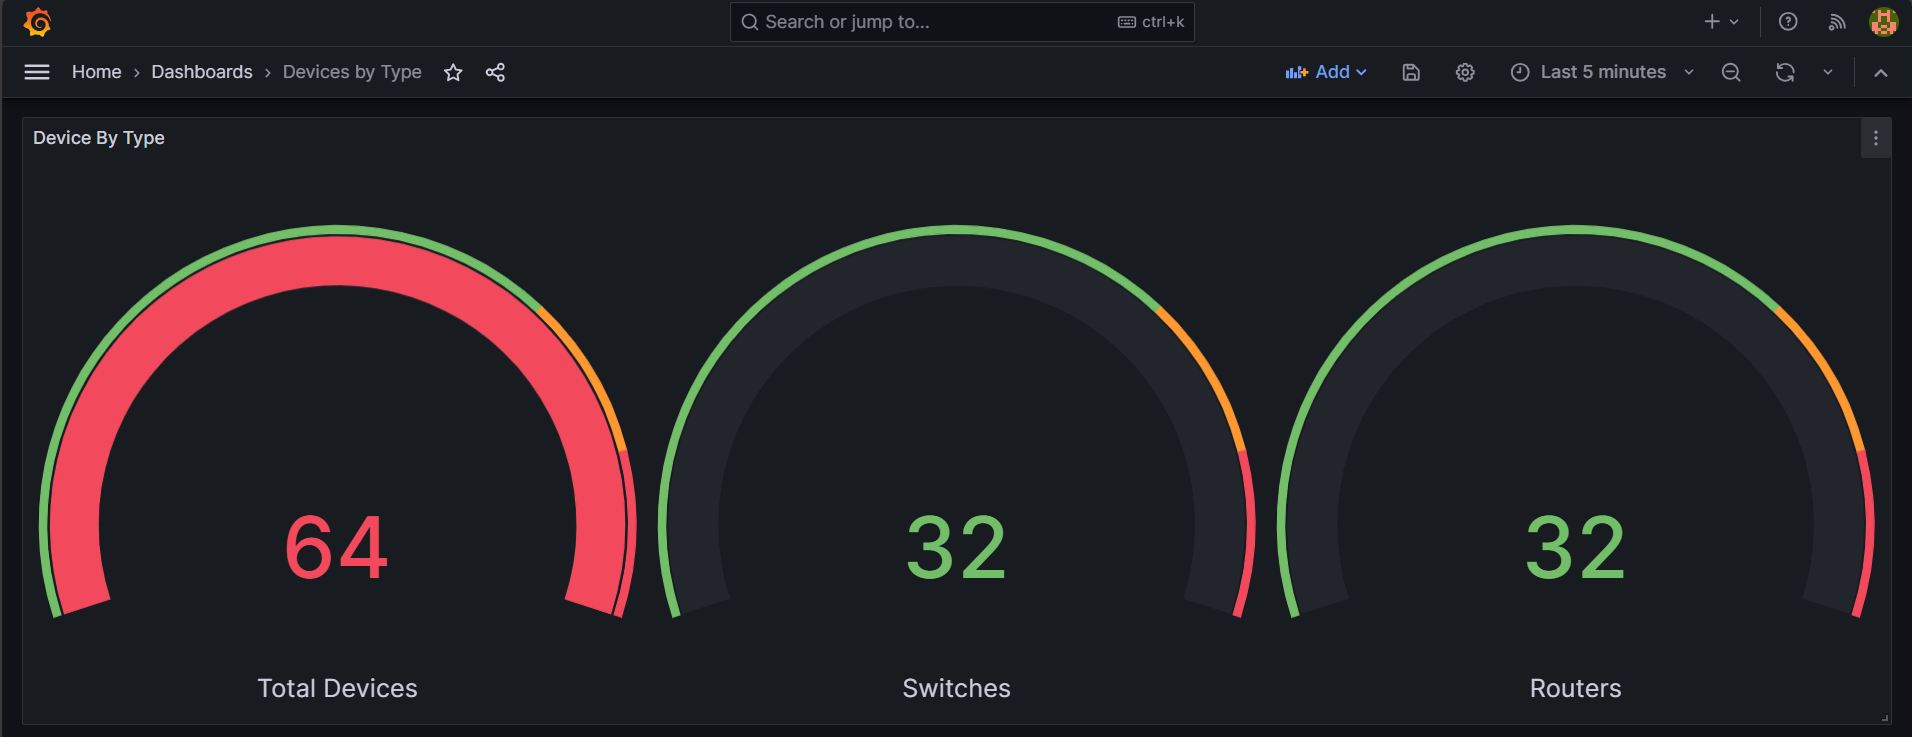 Search or jump to... ctrl+k
Home › Dashboards › Devices by Type Add Last 5 minutes
Device By Type
64 32 32
Total Devices Switches Routers